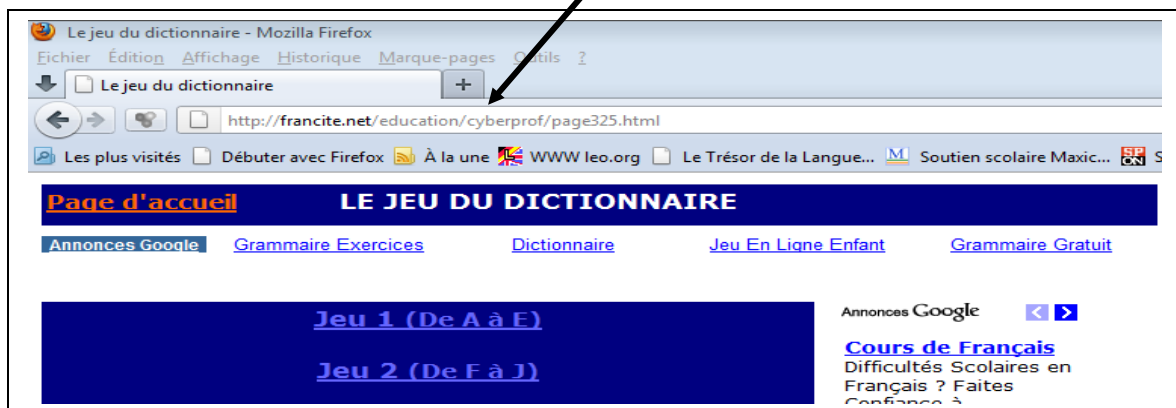 Le jeu du dictionnaire - Mozilla Firefox
Fichier Édition Affichage Historique Marque-pages Outils ?
Le jeu du dictionnaire +
http://francite.net/education/cyberprof/page325.html
Les plus visités Débuter avec Firefox À la une WWW leo.org Le Trésor de la Langue... M Soutien scolaire Maxic... SP ON S
Page d'accueil LE JEU DU DICTIONNAIRE
Annonces Google Grammaire Exercices Dictionnaire Jeu En Ligne Enfant Grammaire Gratuit
Jeu 1 (De A à E)
Annonces Google < >
Jeu 2 (De F à J)
Cours de Français
Difficultés Scolaires en
Français ? Faites
Confiance à